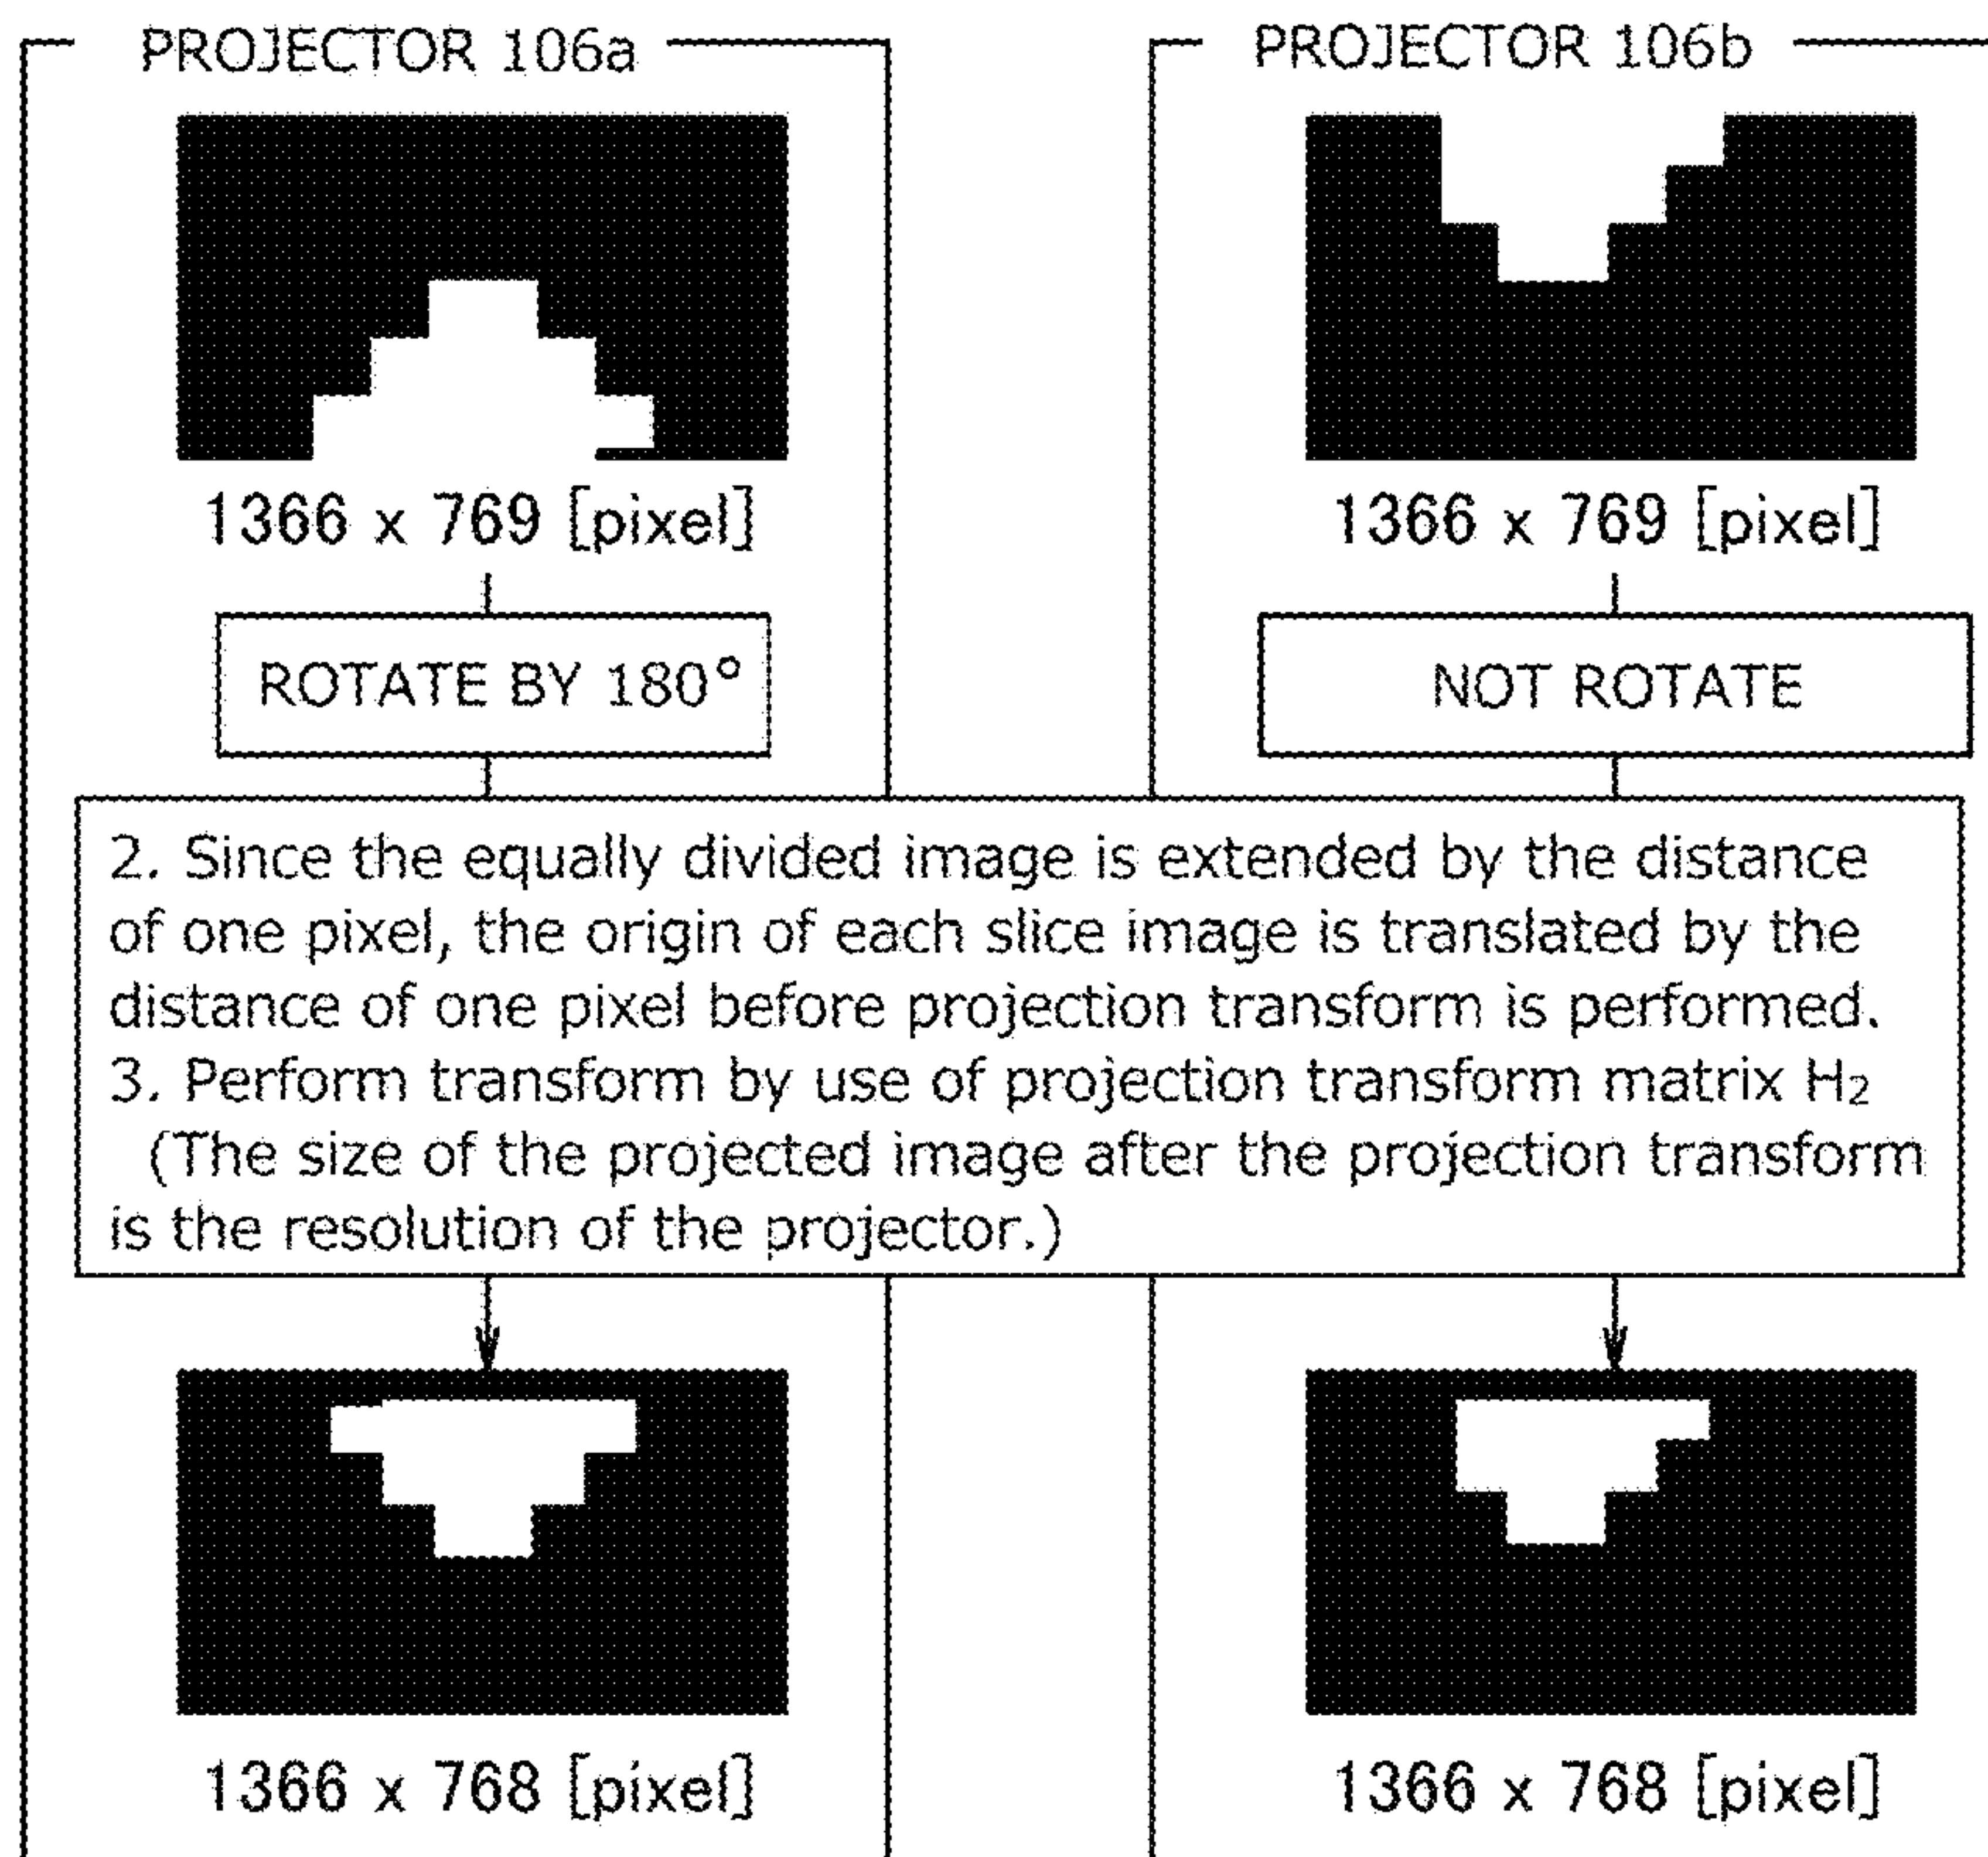 PROJECTOR 106a
PROJECTOR 106b
1366 x 769 [pixel]
1366 x 769 [pixel]
ROTATE BY 180°
NOT ROTATE
2. Since the equally divided image is extended by the distance
of one pixel, the origin of each slice image is translated by the
distance of one pixel before projection transform is performed.
3. Perform transform by use of projection transform matrix H₂
(The size of the projected image after the projection transform
is the resolution of the projector.)
1366 x 768 [pixel]
1366 x 768 [pixel]